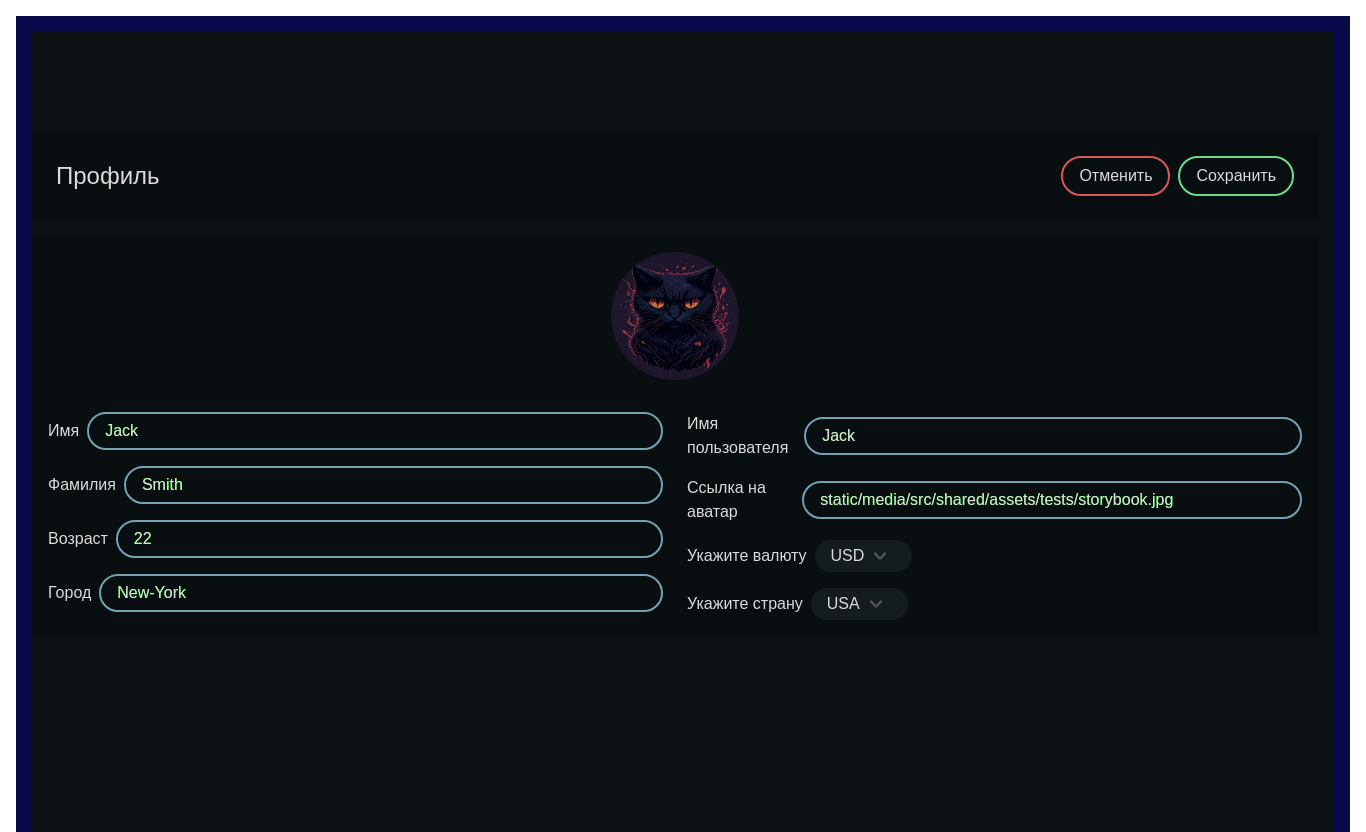 Профиль
Отменить
Сохранить
Имя
Jack
Фамилия
Smith
Возраст
22
Город
New-York
Имя
пользователя
Jack
Ссылка на
аватар
static/media/src/shared/assets/tests/storybook.jpg
Укажите валюту
USD
Укажите страну
USA